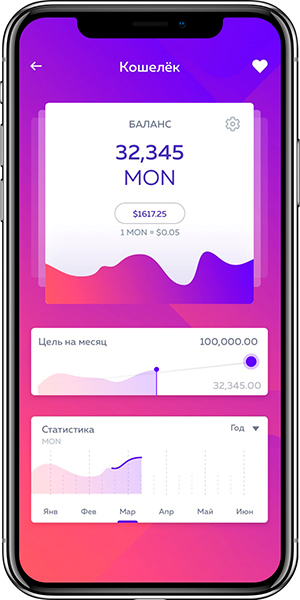 Кошелёк
БАЛАНС
32,345
MON
$1617.25
1 MON = $0.05
Цель на месяц 100,000.00
32,345.00
Статистика Год
MON
Янв Фев Мар Апр Май Июн